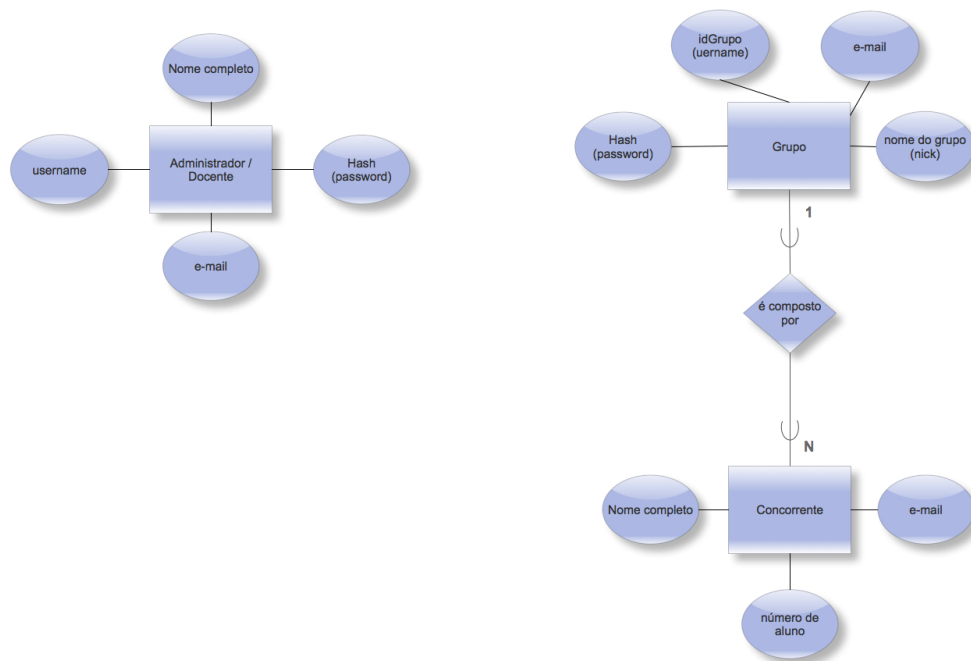 Nome completo
username
Administrador /
Docente
Hash
(password)
e-mail
idGrupo
(uername)
e-mail
Hash
(password)
Grupo
nome do grupo
(nick)
1
é composto
por
N
Nome completo
Concorrente
e-mail
número de
aluno